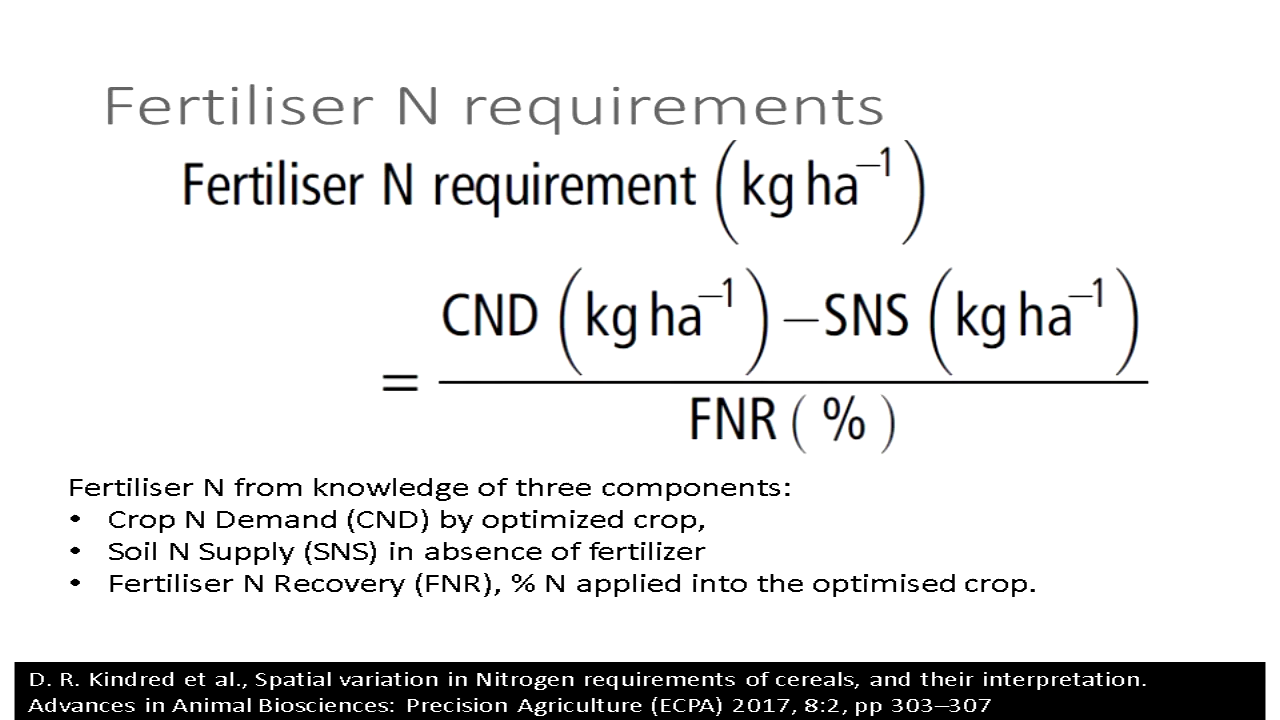 Fertiliser N requirements
Fertiliser N requirement (kg ha⁻¹)
= CND (kg ha⁻¹) – SNS (kg ha⁻¹)
FNR ( % )
Fertiliser N from knowledge of three components:
• Crop N Demand (CND) by optimized crop,
• Soil N Supply (SNS) in absence of fertilizer
• Fertiliser N Recovery (FNR), % N applied into the optimised crop.
D. R. Kindred et al., Spatial variation in Nitrogen requirements of cereals, and their interpretation.
Advances in Animal Biosciences: Precision Agriculture (ECPA) 2017, 8:2, pp 303–307